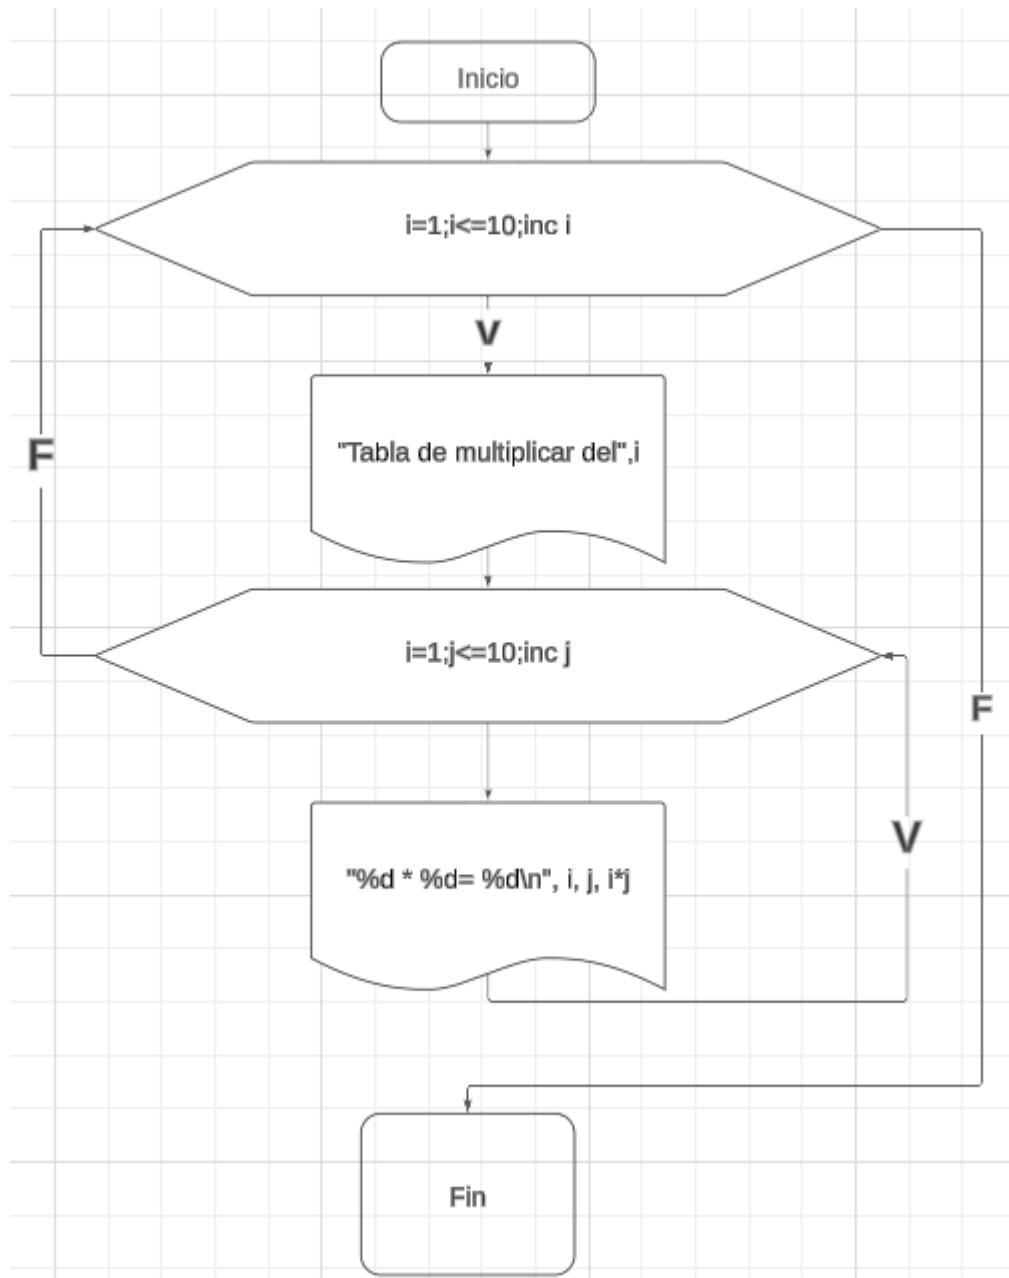 Inicio
i=1;i<=10;inc i
V
"Tabla de multiplicar del",i
F
i=1;j<=10;inc j
F
"%d * %d= %d\n", i, j, i*j
V
Fin